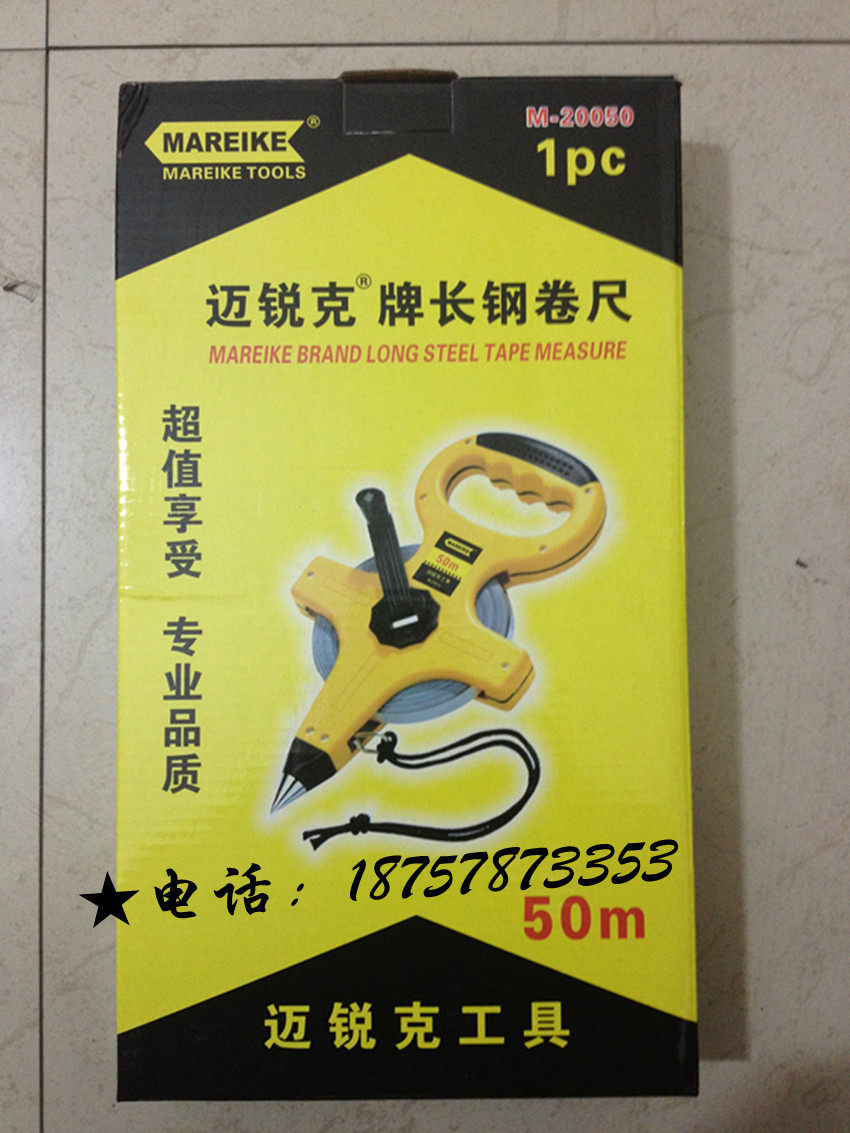 MAREIKE®
MAREIKE TOOLS
M-20050
1pc
迈锐克®牌长钢卷尺
MAREIKE BRAND LONG STEEL TAPE MEASURE
超值享受 专业品质
MAREIKE
50m
★电话：18757873353
50m
迈锐克工具